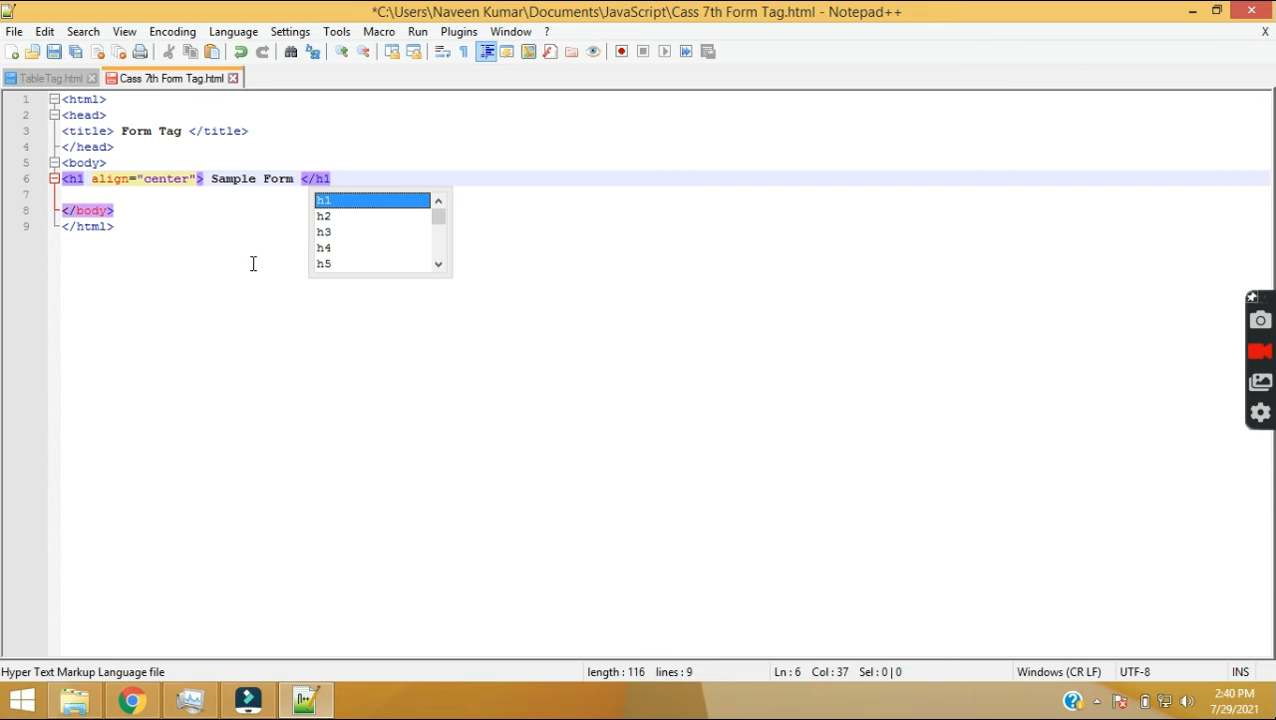 *C:\Users\Naveen Kumar\Documents\JavaScript\Cass 7th Form Tag.html - Notepad++
File Edit Search View Encoding Language Settings Tools Macro Run Plugins Window ? X
TableTag.html Cass 7th Form Tag.html
1 <html>
2 <head>
3 <title> Form Tag </title>
4 </head>
5 <body>
6 <h1 align="center"> Sample Form </h1
7 h1
h2
8 </body>
h3
9 </html>
h4
h5
Hyper Text Markup Language file length : 116 lines : 9 Ln : 6 Col : 37 Sel : 0 | 0 Windows (CR LF) UTF-8 INS
2:40 PM
7/29/2021